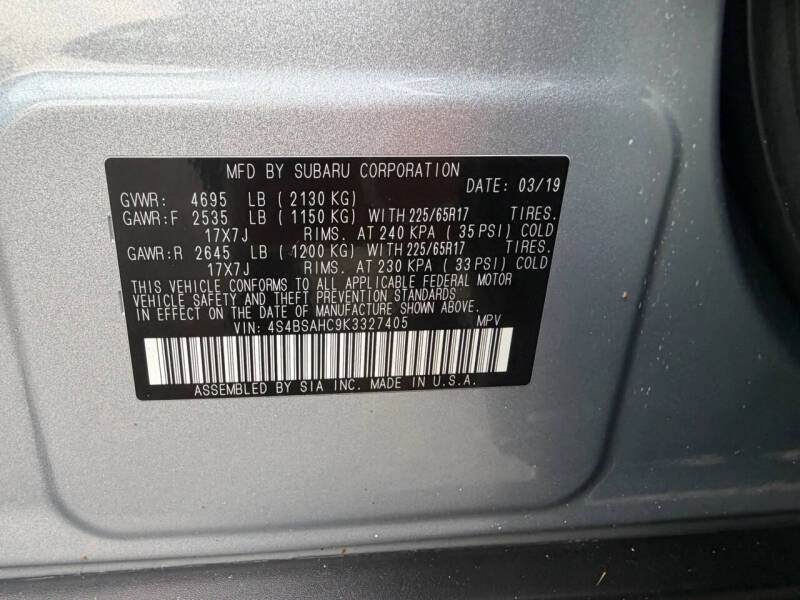 MFD BY SUBARU CORPORATION
DATE: 03/19
GVWR: 4695 LB ( 2130 KG)
GAWR:F 2535 LB ( 1150 KG) WITH 225/65R17 TIRES.
17X7J RIMS. AT 240 KPA ( 35 PSI) COLD
GAWR:R 2645 LB ( 1200 KG) WITH 225/65R17 TIRES.
17X7J RIMS. AT 230 KPA ( 33 PSI) COLD
THIS VEHICLE CONFORMS TO ALL APPLICABLE FEDERAL MOTOR
VEHICLE SAFETY AND THEFT PREVENTION STANDARDS
IN EFFECT ON THE DATE OF MANUFACTURE SHOWN ABOVE.
VIN: 4S4BSAHC9K3327405 MPV
ASSEMBLED BY SIA INC. MADE IN U.S.A.